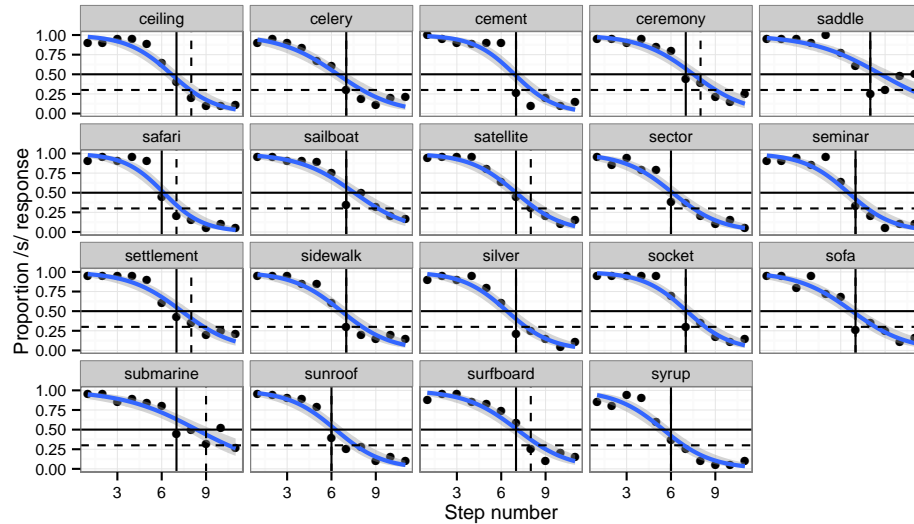 ceiling celery cement ceremony saddle
1.00
0.75
0.50
0.25
0.00
safari sailboat satellite sector seminar
1.00
0.75
0.50
0.25
0.00
settlement sidewalk silver socket sofa
1.00
0.75
0.50
0.25
0.00
submarine sunroof surfboard syrup
1.00
0.75
0.50
0.25
0.00
3 6 9 3 6 9 3 6 9 3 6 9
Step number
Proportion /s/ response